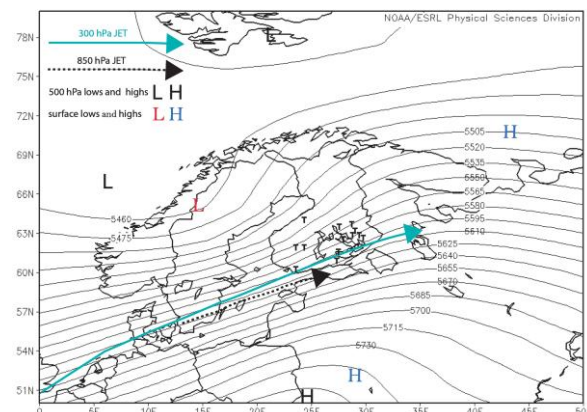 NOAA/ESRL Physical Sciences Division
78N
300 hPa JET
L
75N
850 hPa JET
500 hPa lows and highs L H
72N
surface lows and highs L H
H
5505
5520
69N
5535
L
5550
66N
5565
L
5580
5460
5595
T
63N
5475
5610
T T T T
5625
5640
60N
5655
5670
57N
5685
5700
5715
54N
5730
H
51N
L
0 5E 10E 15E 20E 25E 30E 35E 40E 45E 50